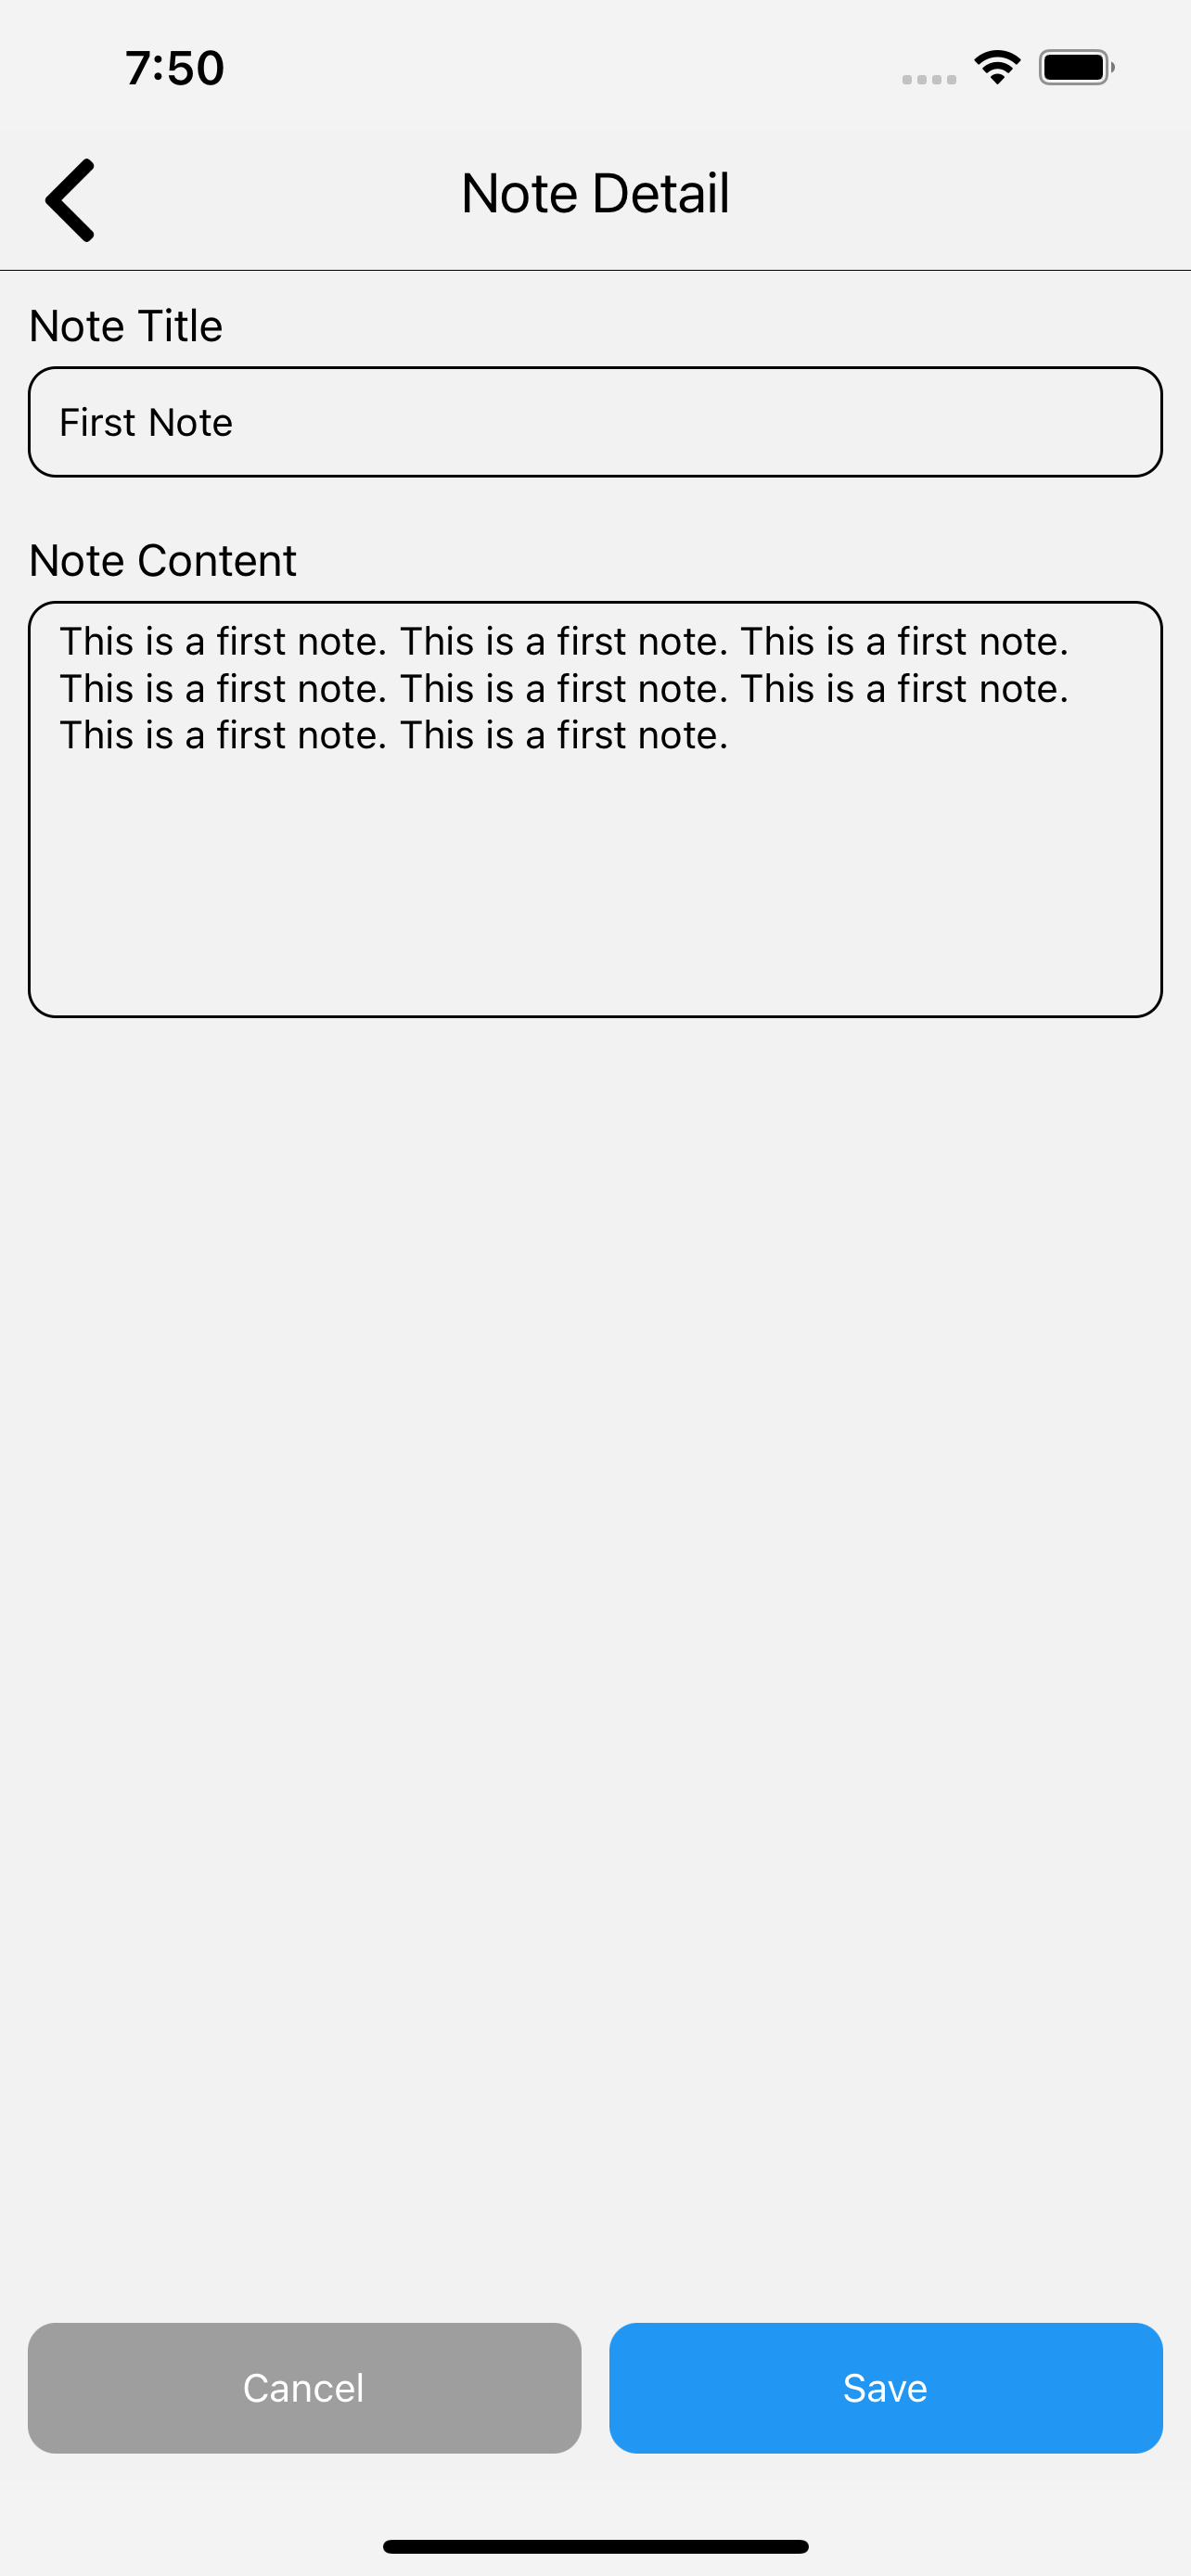 7:50
Note Detail
Note Title
First Note
Note Content
This is a first note. This is a first note. This is a first note.
This is a first note. This is a first note. This is a first note.
This is a first note. This is a first note.
Cancel
Save